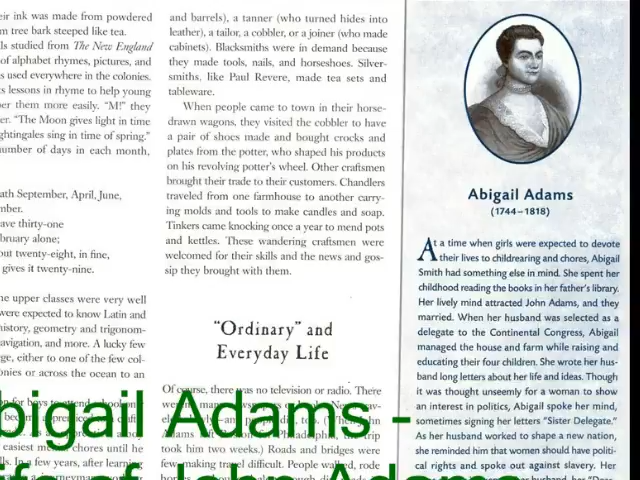 eir ink was made from powdered
m tree bark steeped like tea.
ls studied from The New England
of alphabet rhymes, pictures, and
s used everywhere in the colonies.
s lessons in rhyme to help young
er them more easily. "M!" they
er. "The Moon gives light in time
ghtingales sing in time of spring."
umber of days in each month,
ath September, April, June,
mber.
ave thirty-one
bruary alone;
out twenty-eight, in fine,
gives it twenty-nine.
he upper classes were very well
were expected to know Latin and
history, geometry and trigonom-
avigation, and more. A lucky few
ge, either to one of the few col-
onies or across the ocean to an
and barrels), a tanner (who turned hides into
leather), a tailor, a cobbler, or a joiner (who made
cabinets). Blacksmiths were in demand because
they made tools, nails, and horseshoes. Silver-
smiths, like Paul Revere, made tea sets and
tableware.
When people came to town in their horse-
drawn wagons, they visited the cobbler to have
a pair of shoes made and bought crocks and
plates from the potter, who shaped his products
on his revolving potter's wheel. Other craftsmen
brought their trade to their customers. Chandlers
traveled from one farmhouse to another carry-
ing molds and tools to make candles and soap.
Tinkers came knocking once a year to mend pots
and kettles. These wandering craftsmen were
welcomed for their skills and the news and gos-
sip they brought with them.
"Ordinary" and
Everyday Life
Of course, there was no television or radio. There
took him two weeks.) Roads and bridges were
few, making travel difficult. People walked, rode
Abigail Adams
(1744–1818)
At a time when girls were expected to devote
their lives to childrearing and chores, Abigail
Smith had something else in mind. She spent her
childhood reading the books in her father's library.
Her lively mind attracted John Adams, and they
married. When her husband was selected as a
delegate to the Continental Congress, Abigail
managed the house and farm while raising and
educating their four children. She wrote her hus-
band long letters about her life and ideas. Though
it was thought unseemly for a woman to show
an interest in politics, Abigail spoke her mind,
sometimes signing her letters "Sister Delegate."
As her husband worked to shape a new nation,
she reminded him that women should have politi-
cal rights and spoke out against slavery. Her
bigail Adams -
ife of John Adams